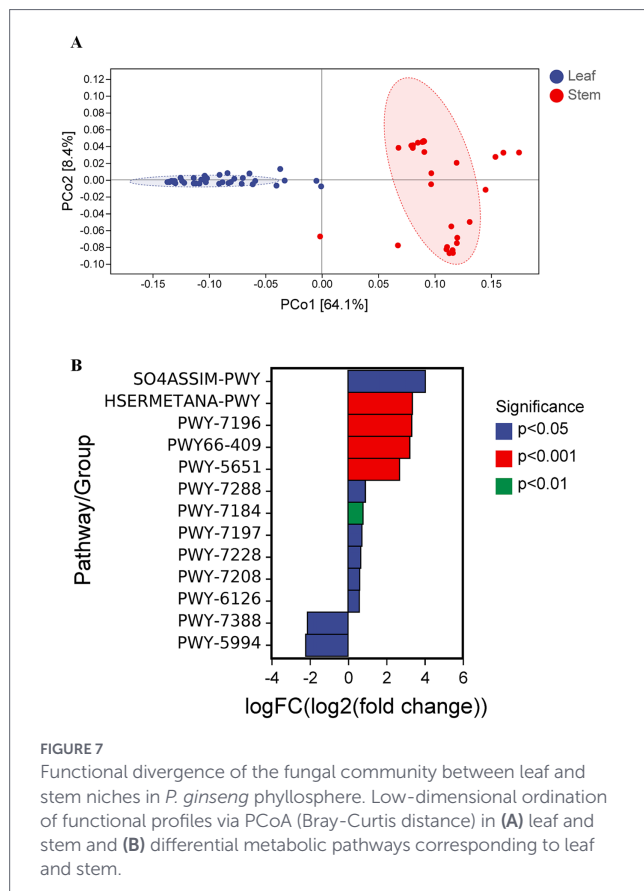 A
Leaf
Stem
PCo2 [8.4%]
0.12
0.10
0.08
0.06
0.04
0.02
0.00
-0.02
-0.04
-0.06
-0.08
-0.10
-0.15
-0.10
-0.05
0.00
0.05
0.10
0.15
PCo1 [64.1%]
B
Pathway/Group
SO4ASSIM-PWY
HSERMETANA-PWY
PWY-7196
PWY66-409
PWY-5651
PWY-7288
PWY-7184
PWY-7197
PWY-7228
PWY-7208
PWY-6126
PWY-7388
PWY-5994
Significance
p<0.05
p<0.001
p<0.01
-4 -2 0 2 4 6
logFC(log2(fold change))
FIGURE 7
Functional divergence of the fungal community between leaf and
stem niches in P. ginseng phyllosphere. Low-dimensional ordination
of functional profiles via PCoA (Bray-Curtis distance) in (A) leaf and
stem and (B) differential metabolic pathways corresponding to leaf
and stem.